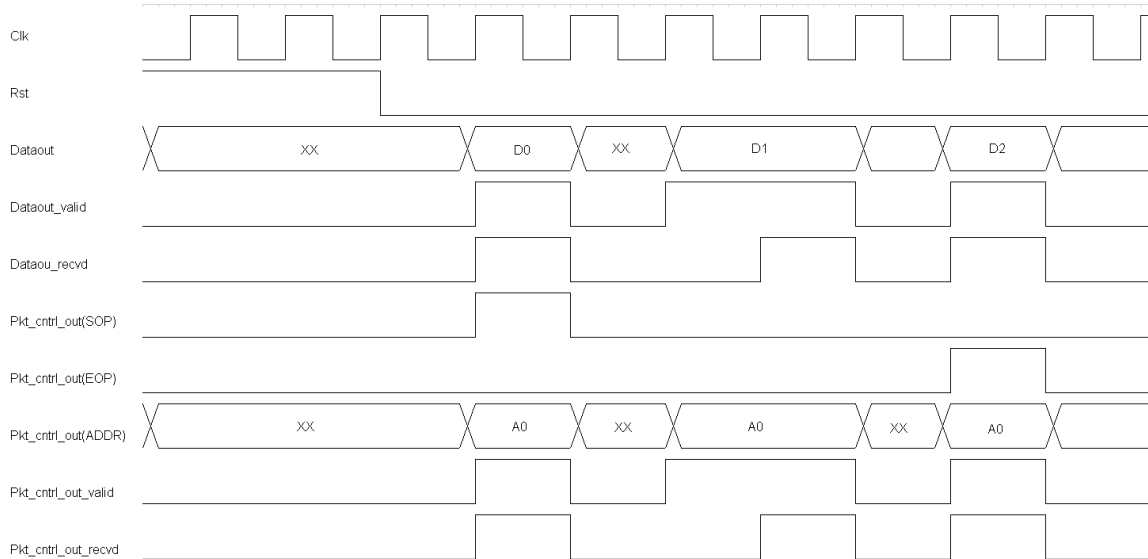 Clk
Rst
Dataout XX D0 XX D1 D2
Dataout_valid
Dataou_recvd
Pkt_cntrl_out(SOP)
Pkt_cntrl_out(EOP)
Pkt_cntrl_out(ADDR) XX A0 XX A0 XX A0
Pkt_cntrl_out_valid
Pkt_cntrl_out_recvd